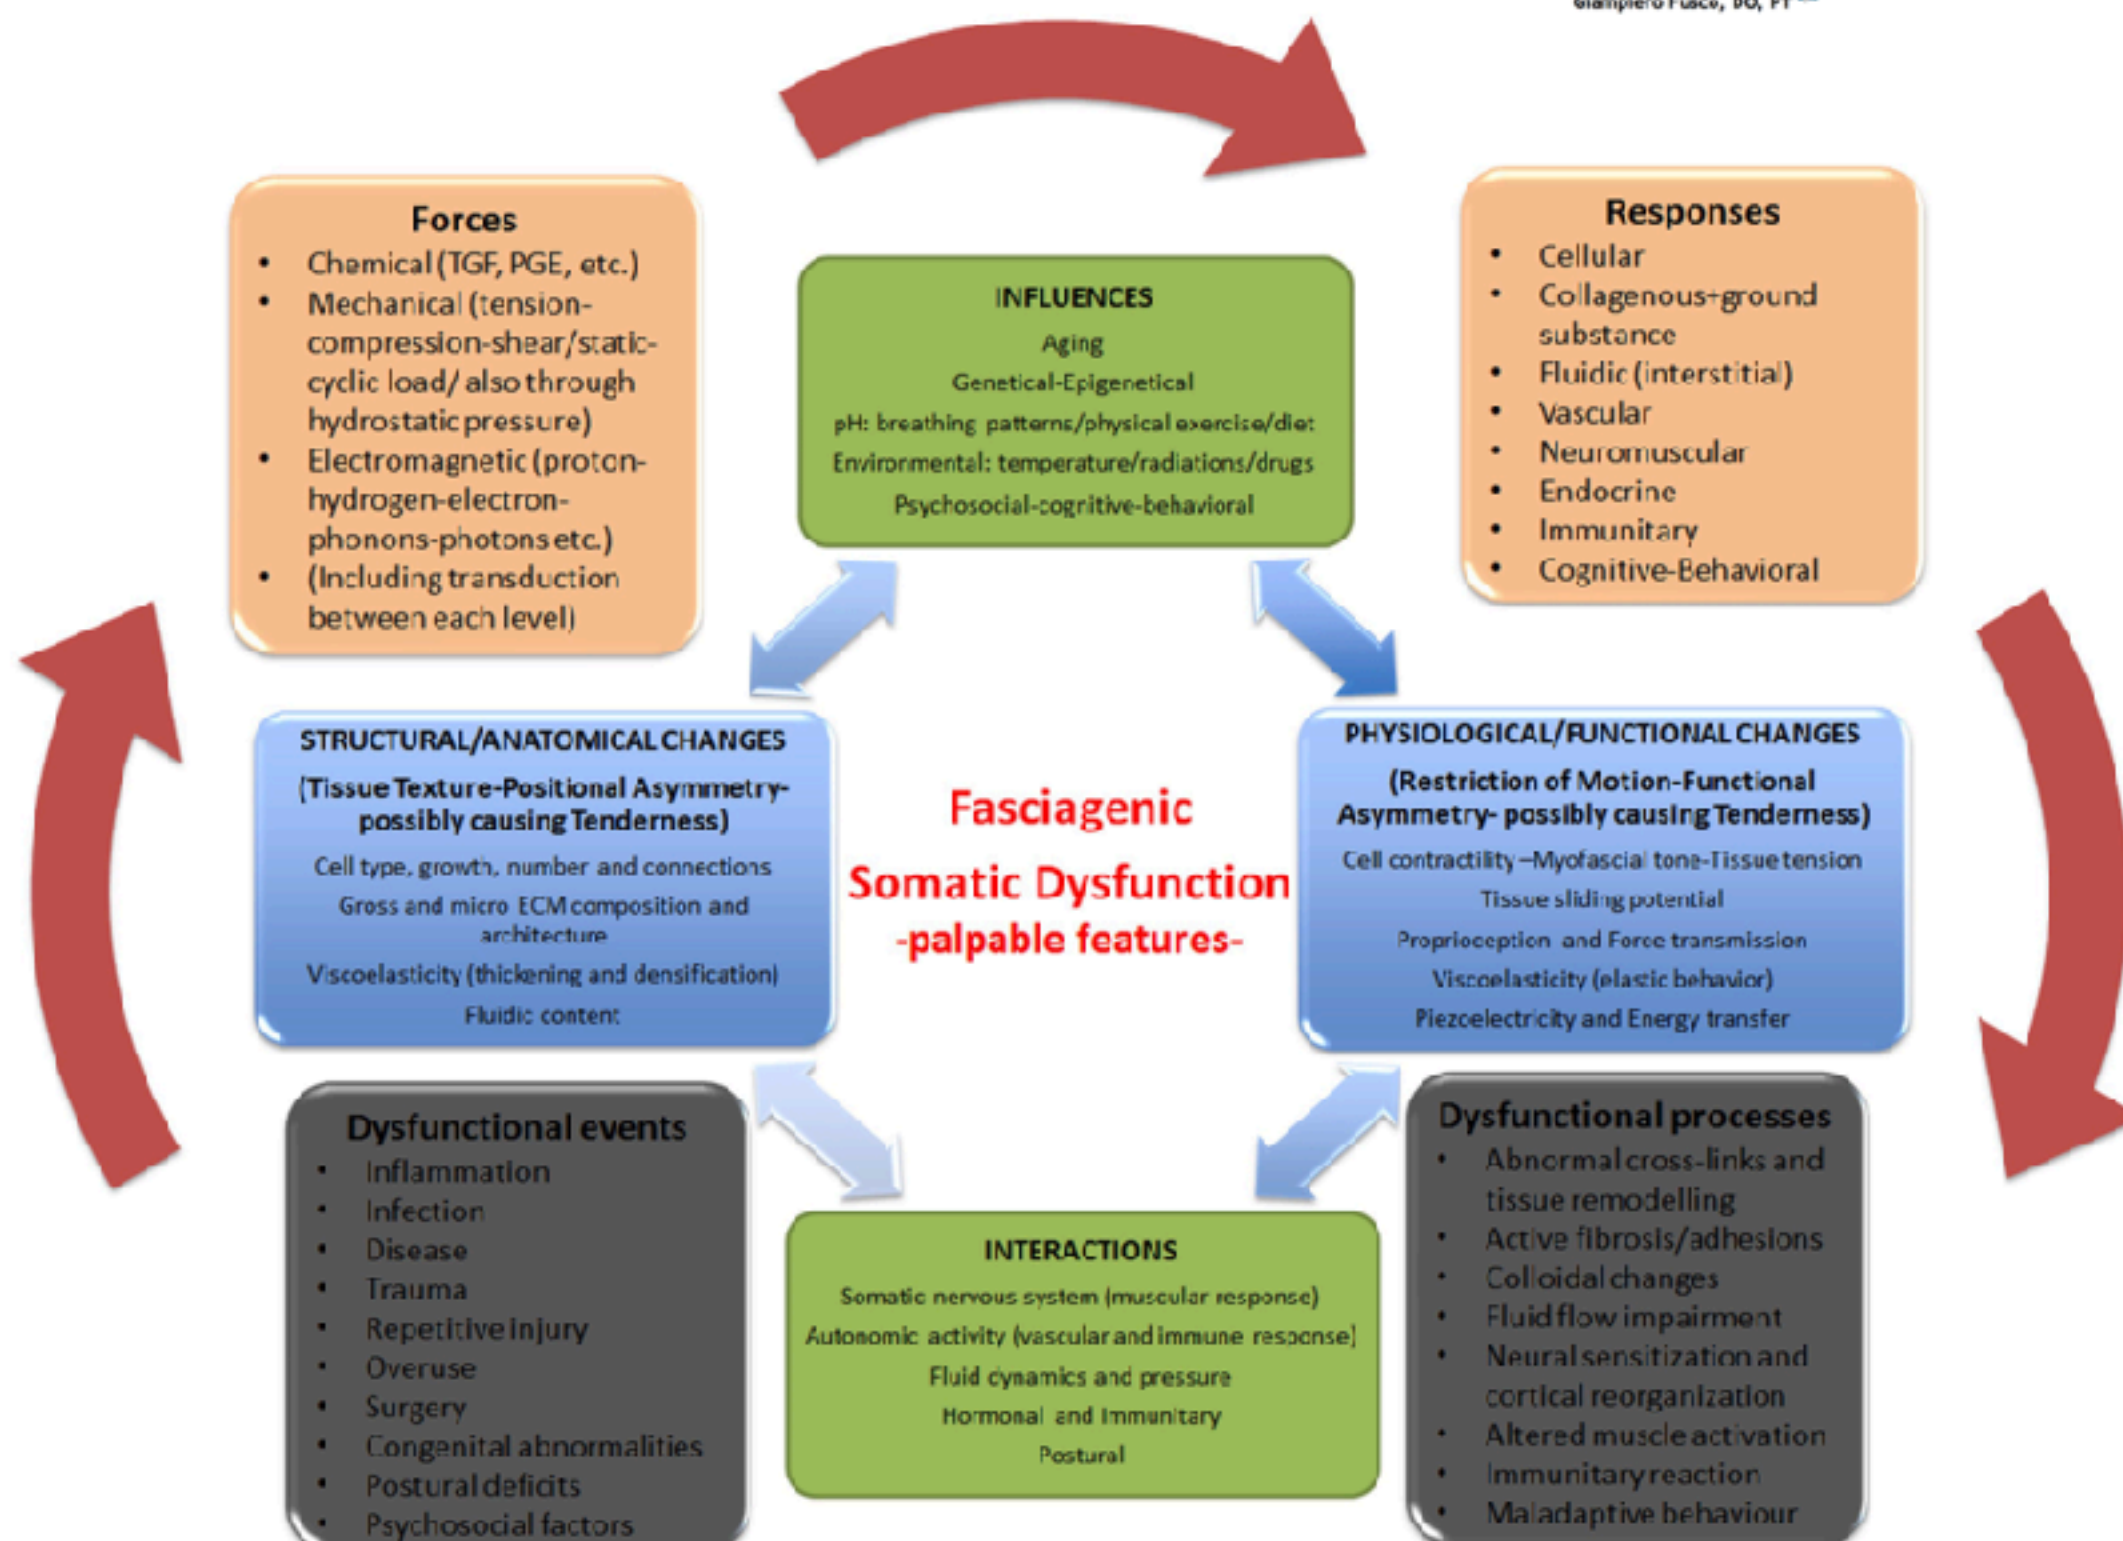 Giampiero Fusco, DO, PT
Forces
• Chemical (TGF, PGE, etc.)
• Mechanical (tension-
compression-shear/static-
cyclic load/ also through
hydrostatic pressure)
• Electromagnetic (proton-
hydrogen-electron-
phonons-photons etc.)
• (Including transduction
between each level)
INFLUENCES
Aging
Genetical-Epigenetical
pH: breathing patterns/physical exercise/diet
Environmental: temperature/radiations/drugs
Psychosocial-cognitive-behavioral
Responses
• Cellular
• Collagenous+ground
substance
• Fluidic (interstitial)
• Vascular
• Neuromuscular
• Endocrine
• Immunitary
• Cognitive-Behavioral
STRUCTURAL/ANATOMICAL CHANGES
(Tissue Texture-Positional Asymmetry-
possibly causing Tenderness)
Cell type, growth, number and connections
Gross and micro ECM composition and
architecture
Viscoelasticity (thickening and densification)
Fluidic content
Fasciagenic
Somatic Dysfunction
-palpable features-
PHYSIOLOGICAL/FUNCTIONAL CHANGES
(Restriction of Motion-Functional
Asymmetry- possibly causing Tenderness)
Cell contractility –Myofascial tone-Tissue tension
Tissue sliding potential
Proprioception and Force transmission
Viscoelasticity (elastic behavior)
Piezoelectricity and Energy transfer
Dysfunctional events
• Inflammation
• Infection
• Disease
• Trauma
• Repetitive injury
• Overuse
• Surgery
• Congenital abnormalities
• Postural deficits
• Psychosocial factors
INTERACTIONS
Somatic nervous system (muscular response)
Autonomic activity (vascular and immune response)
Fluid dynamics and pressure
Hormonal and Immunitary
Postural
Dysfunctional processes
• Abnormal cross-links and
tissue remodelling
• Active fibrosis/adhesions
• Colloidal changes
• Fluid flow impairment
• Neural sensitization and
cortical reorganization
• Altered muscle activation
• Immunitary reaction
• Maladaptive behaviour